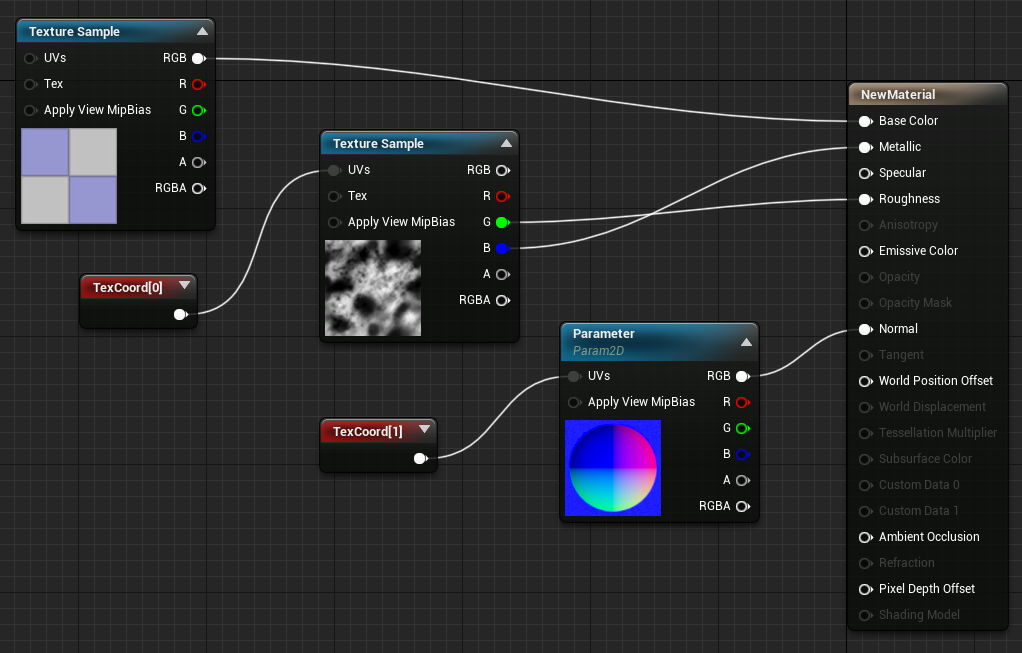 Texture Sample
UVs
RGB
Tex
R
Apply View MipBias
G
B
A
RGBA
TexCoord[0]
Texture Sample
UVs
RGB
Tex
R
Apply View MipBias
G
B
A
RGBA
TexCoord[1]
Parameter
Param2D
UVs
RGB
Apply View MipBias
R
G
B
A
RGBA
NewMaterial
Base Color
Metallic
Specular
Roughness
Anisotropy
Emissive Color
Opacity
Opacity Mask
Normal
Tangent
World Position Offset
World Displacement
Tessellation Multiplier
Subsurface Color
Custom Data 0
Custom Data 1
Ambient Occlusion
Refraction
Pixel Depth Offset
Shading Model